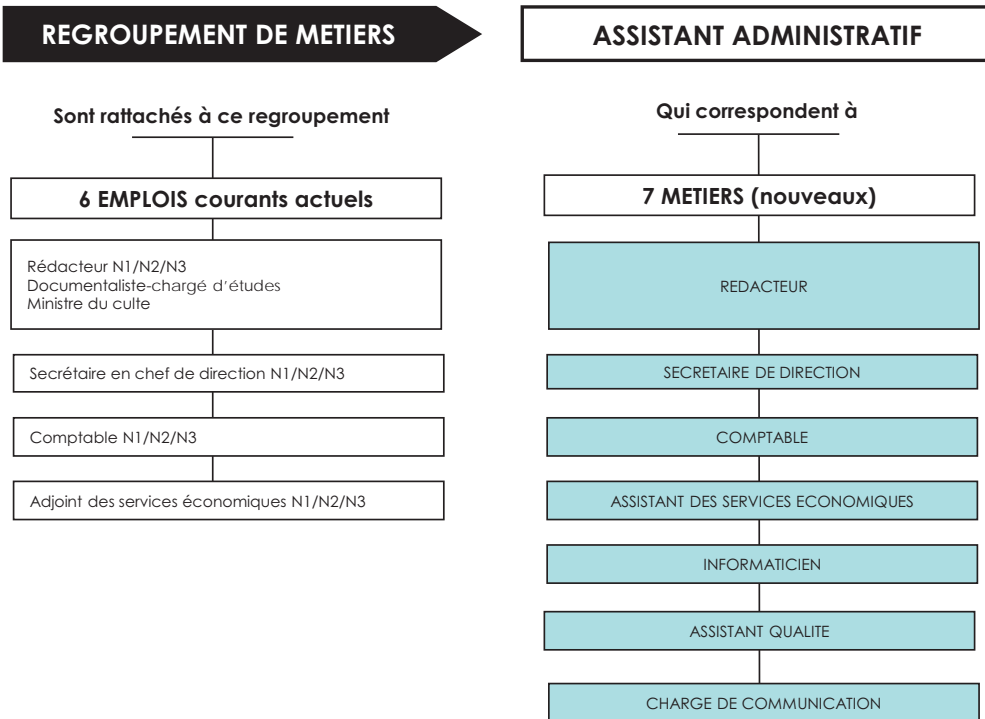 REGROUPEMENT DE METIERS
ASSISTANT ADMINISTRATIF
Sont rattachés à ce regroupement
6 EMPLOIS courants actuels
Rédacteur N1/N2/N3
Documentaliste-chargé d'études
Ministre du culte
Secrétaire en chef de direction N1/N2/N3
Comptable N1/N2/N3
Adjoint des services économiques N1/N2/N3
Qui correspondent à
7 METIERS (nouveaux)
REDACTEUR
SECRETAIRE DE DIRECTION
COMPTABLE
ASSISTANT DES SERVICES ECONOMIQUES
INFORMATICIEN
ASSISTANT QUALITE
CHARGE DE COMMUNICATION